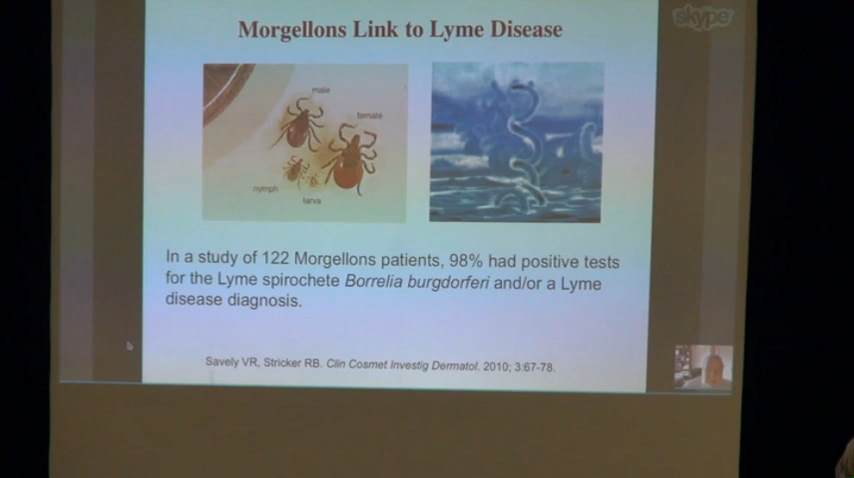 skype
Morgellons Link to Lyme Disease
male
female
nymph
larva
In a study of 122 Morgellons patients, 98% had positive tests
for the Lyme spirochete Borrelia burgdorferi and/or a Lyme
disease diagnosis.
Savely VR, Stricker RB. Clin Cosmet Investig Dermatol. 2010; 3:67-78.